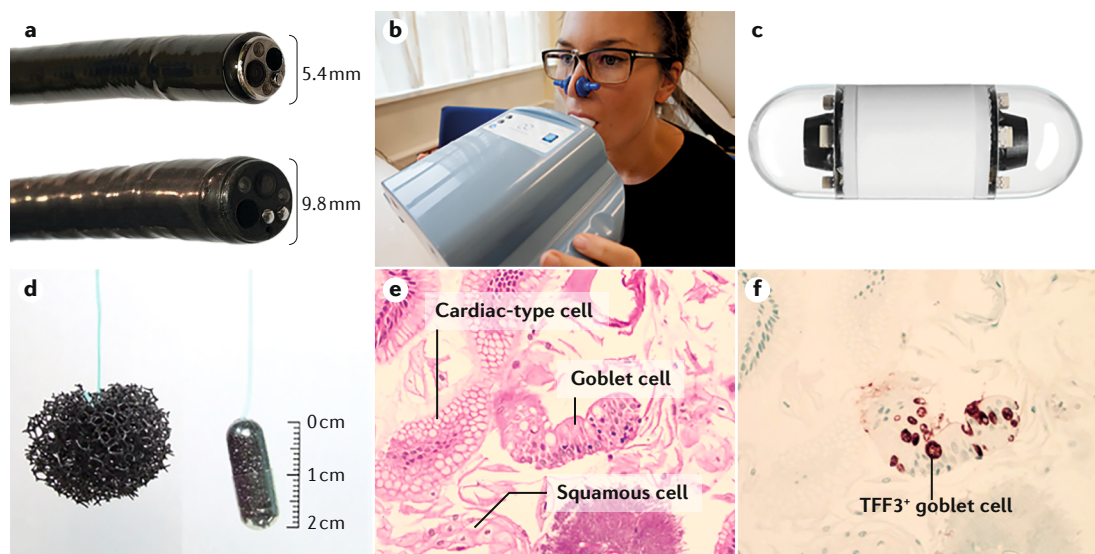 a
5.4 mm
9.8 mm
b
c
d
0 cm
1 cm
2 cm
e
Cardiac-type cell
Goblet cell
Squamous cell
f
TFF3⁺ goblet cell